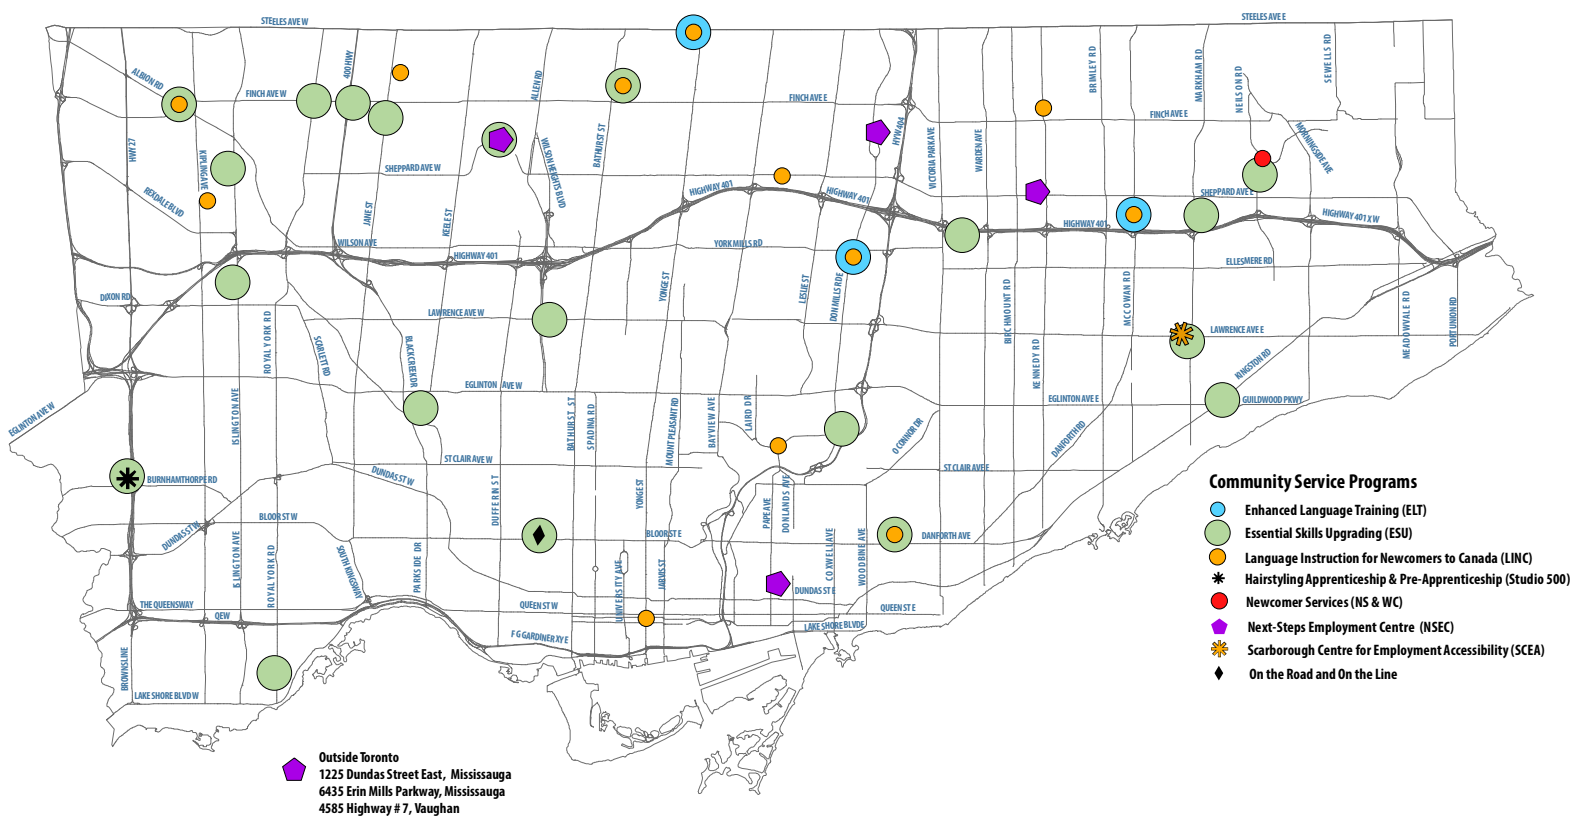 STEELES AVE W
STEELES AVE E
ALBION RD
FINCH AVE W
400 HWY
ALLEN RD
FINCH AVE E
BRIMLEY RD
MARKHAM RD
NEILSON RD
SEWELLS RD
FINCH AVE E
HWY 27
KIPLING AVE
SHEPPARD AVE W
WILSON HEIGHTS BLVD
BATHURST ST
HYW 404
VICTORIA PARK AVE
WARDEN AVE
MORNINGSIDE AVE
REXDALE BLVD
JANE ST
KEELE ST
HIGHWAY 401
HIGHWAY 401
SHEPPARD AVE E
HIGHWAY 401
HIGHWAY 401 X W
WILSON AVE
HIGHWAY 401
YORK MILLS RD
ELLESMERE RD
DIXON RD
ROYAL YORK RD
SCARLETT RD
BLACK CREEK DR
LAWRENCE AVE W
YONGE ST
LESLIE ST
DON MILLS RD E
BIRCHMOUNT RD
KENNEDY RD
MCCOWAN RD
LAWRENCE AVE E
MEADOWVALE RD
PORT UNION RD
KINGSTON RD
EGLINTON AVE W
EGLINTON AVE W
ISLINGTON AVE
BATHURST ST
SPADINA RD
MOUNT PLEASANT RD
BAYVIEW AVE
LAIRD DR
O CONNOR DR
EGLINTON AVE E
DANFORTH RD
GUILDWOOD PKWY
ST CLAIR AVE W
ST CLAIR AVE E
BURNHAMTHORPE RD
DUNDAS ST W
DUFFERIN ST
YONGE ST
PAPE AVE
DONLANDS AVE
DUNDAS ST W
BLOOR ST W
BLOOR ST E
DANFORTH AVE
ISLINGTON AVE
ROYAL YORK RD
SOUTH KINGSWAY
PARKSIDE DR
UNIVERSITY AVE
JARVIS ST
COXWELL AVE
WOODBINE AVE
DUNDAS ST E
THE QUEENSWAY
QEW
QUEEN ST W
QUEEN ST E
F G GARDINER XY E
LAKE SHORE BLVD E
BROWNSLINE
LAKE SHORE BLVD W
Community Service Programs
Enhanced Language Training (ELT)
Essential Skills Upgrading (ESU)
Language Instruction for Newcomers to Canada (LINC)
Hairstyling Apprenticeship & Pre-Apprenticeship (Studio 500)
Newcomer Services (NS & WC)
Next-Steps Employment Centre (NSEC)
Scarborough Centre for Employment Accessibility (SCEA)
On the Road and On the Line
Outside Toronto
1225 Dundas Street East, Mississauga
6435 Erin Mills Parkway, Mississauga
4585 Highway # 7, Vaughan